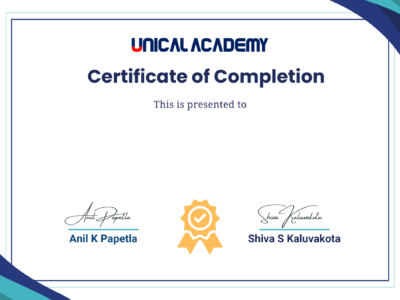 UNICAL ACADEMY
Certificate of Completion
This is presented to
Anil Papetla
Shiva Kaluvakota
Anil K Papetla
Shiva S Kaluvakota